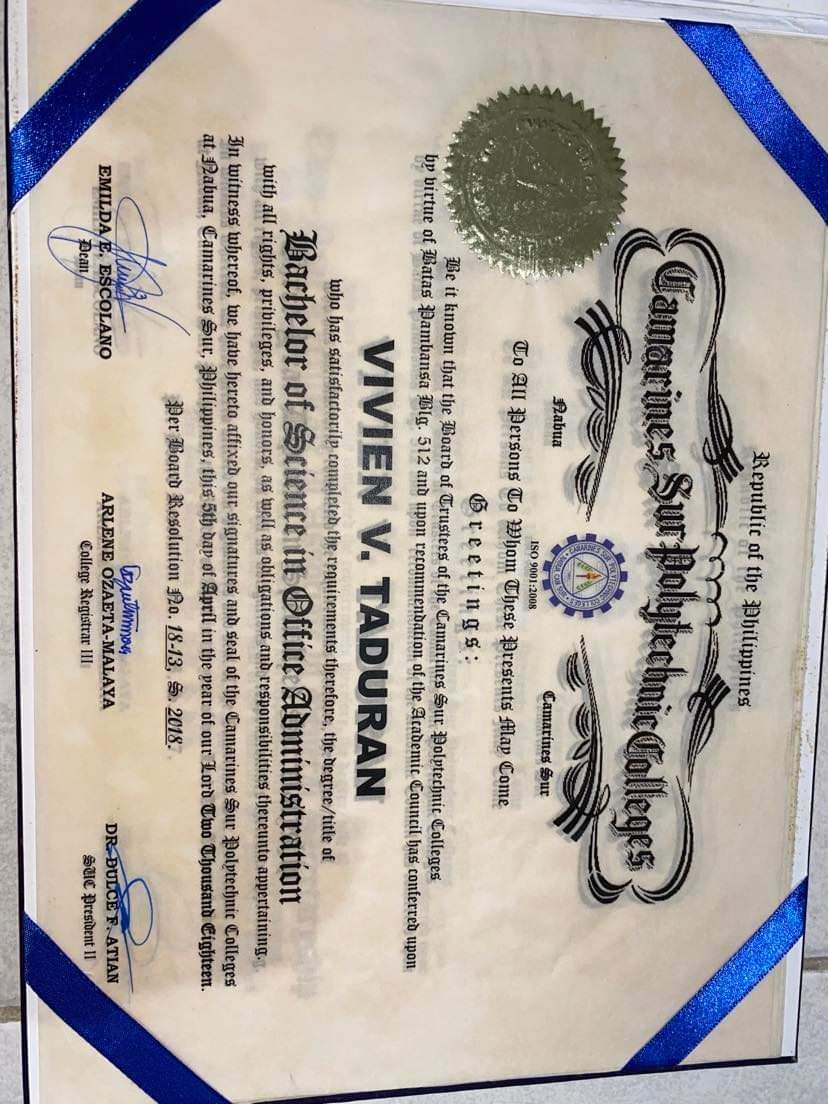 Republic of the Philippines
Camarines Sur Polytechnic Colleges
Nabua
Camarines Sur
ISO 9001:2008
To All Persons To Whom These Presents May Come
Greetings:
Be it known that the Board of Trustees of the Camarines Sur Polytechnic Colleges
by virtue of Batas Pambansa Blg. 512 and upon recommendation of the Academic Council has conferred upon
VIVIEN V. TADURAN
who has satisfactorily completed the requirements therefore, the degree/title of
Bachelor of Science in Office Administration
with all rights, privileges, and honors, as well as obligations and responsibilities thereunto appertaining.
In witness whereof, we have hereto affixed our signatures and seal of the Camarines Sur Polytechnic Colleges
at Nabua, Camarines Sur, Philippines, this 5th day of April in the year of our Lord Two Thousand Eighteen.
Per Board Resolution No. 18-13, S. 2018.
EMILDA E. ESCOLANO
Dean
ARLENE OZAETA-MALAYA
College Registrar III
DR. DULCE F. ATIAN
SUC President II